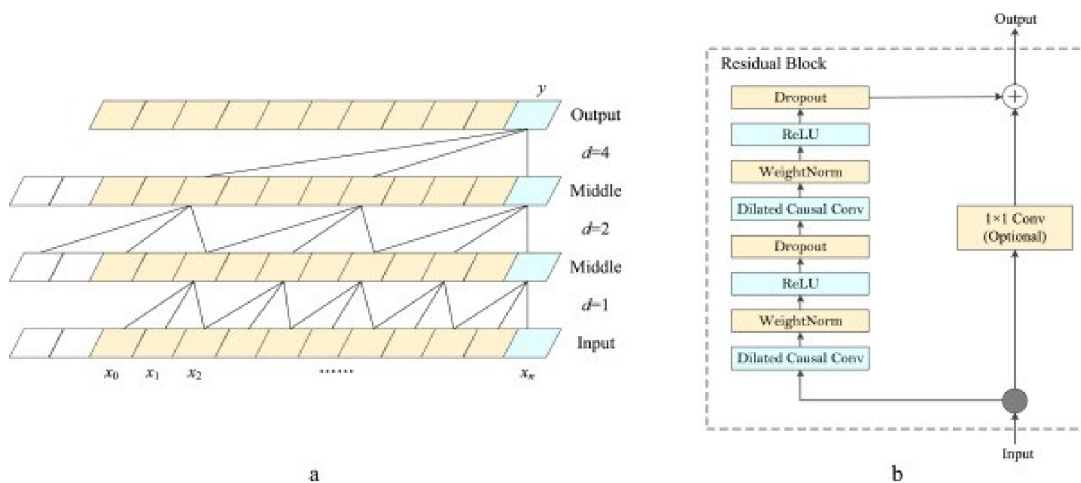 y
Output
d=4
Middle
d=2
Middle
d=1
Input
x0 x1 x2 ...... xn
a
Output
Residual Block
Dropout
+
ReLU
WeightNorm
Dilated Causal Conv
1×1 Conv
(Optional)
Dropout
ReLU
WeightNorm
Dilated Causal Conv
Input
b